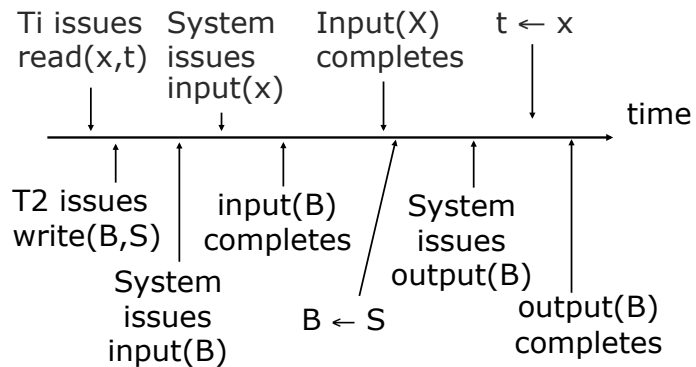 Ti issues
read(x,t)
System
issues
input(x)
Input(X)
completes
t ← x
time
T2 issues
write(B,S)
System
issues
input(B)
input(B)
completes
B ← S
System
issues
output(B)
output(B)
completes